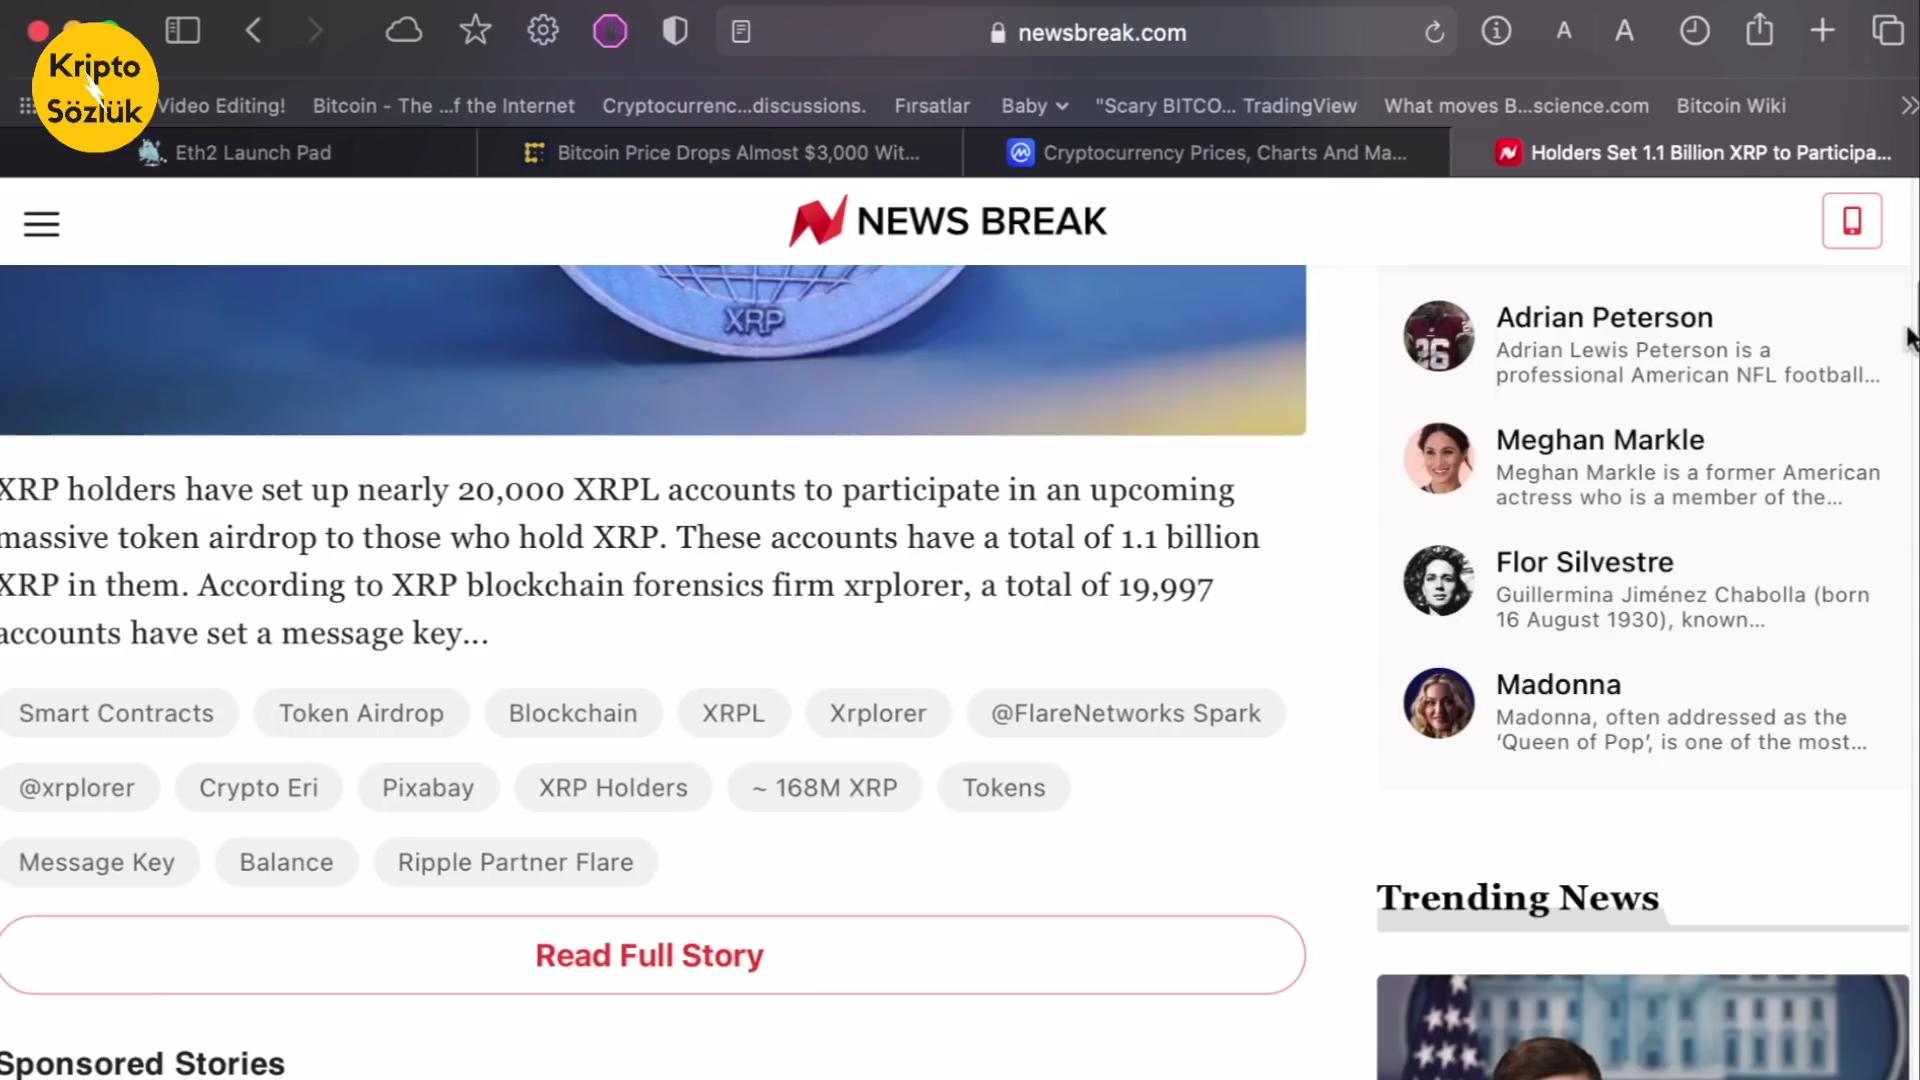 Kripto
Sözlük
newsbreak.com
A
A
Video Editing!
Bitcoin - The ...f the Internet
Cryptocurrenc...discussions.
Fırsatlar
Baby
"Scary BITCO... TradingView
What moves B...science.com
Bitcoin Wiki
Eth2 Launch Pad
Bitcoin Price Drops Almost $3,000 Wit...
Cryptocurrency Prices, Charts And Ma...
Holders Set 1.1 Billion XRP to Participa...
NEWS BREAK
XRP
XRP holders have set up nearly 20,000 XRPL accounts to participate in an upcoming
massive token airdrop to those who hold XRP. These accounts have a total of 1.1 billion
XRP in them. According to XRP blockchain forensics firm xrplorer, a total of 19,997
accounts have set a message key...
Smart Contracts
Token Airdrop
Blockchain
XRPL
Xrplorer
@FlareNetworks Spark
@xrplorer
Crypto Eri
Pixabay
XRP Holders
~ 168M XRP
Tokens
Message Key
Balance
Ripple Partner Flare
Read Full Story
Sponsored Stories
Adrian Peterson
Adrian Lewis Peterson is a
professional American NFL football...
Meghan Markle
Meghan Markle is a former American
actress who is a member of the...
Flor Silvestre
Guillermina Jiménez Chabolla (born
16 August 1930), known...
Madonna
Madonna, often addressed as the
‘Queen of Pop’, is one of the most...
Trending News